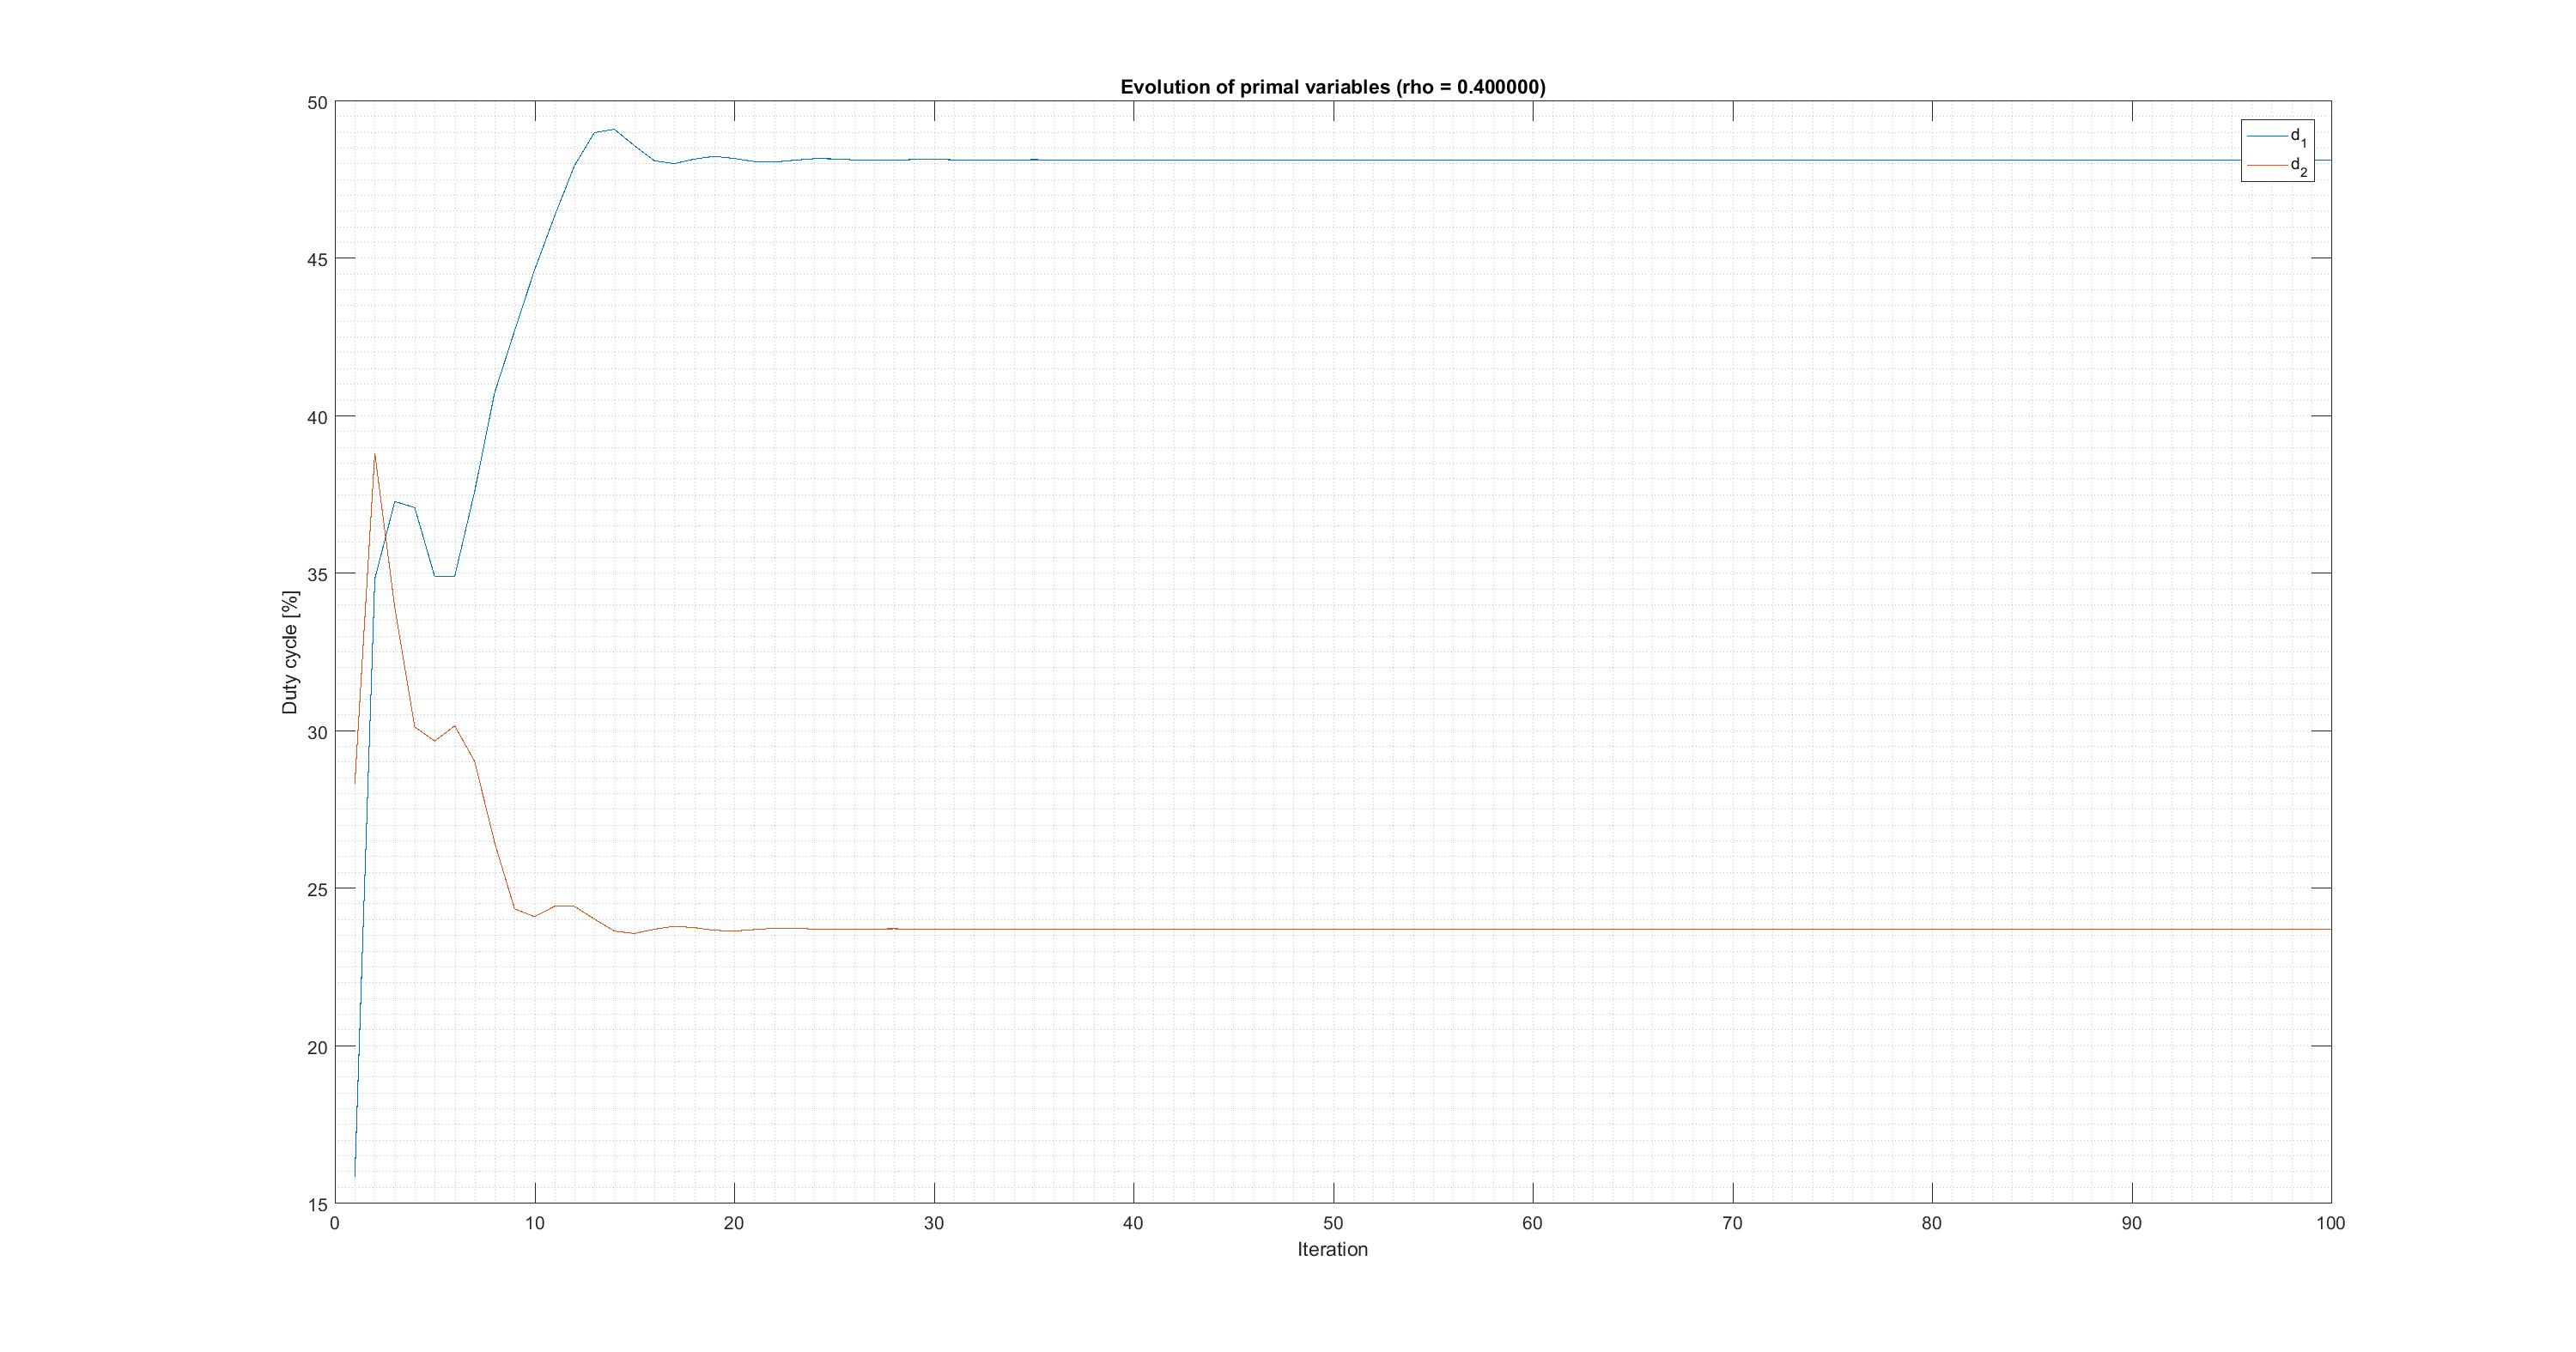 Evolution of primal variables (rho = 0.400000)
50
45
40
35
30
25
20
15
Duty cycle [%]
d1
d2
0 10 20 30 40 50 60 70 80 90 100
Iteration